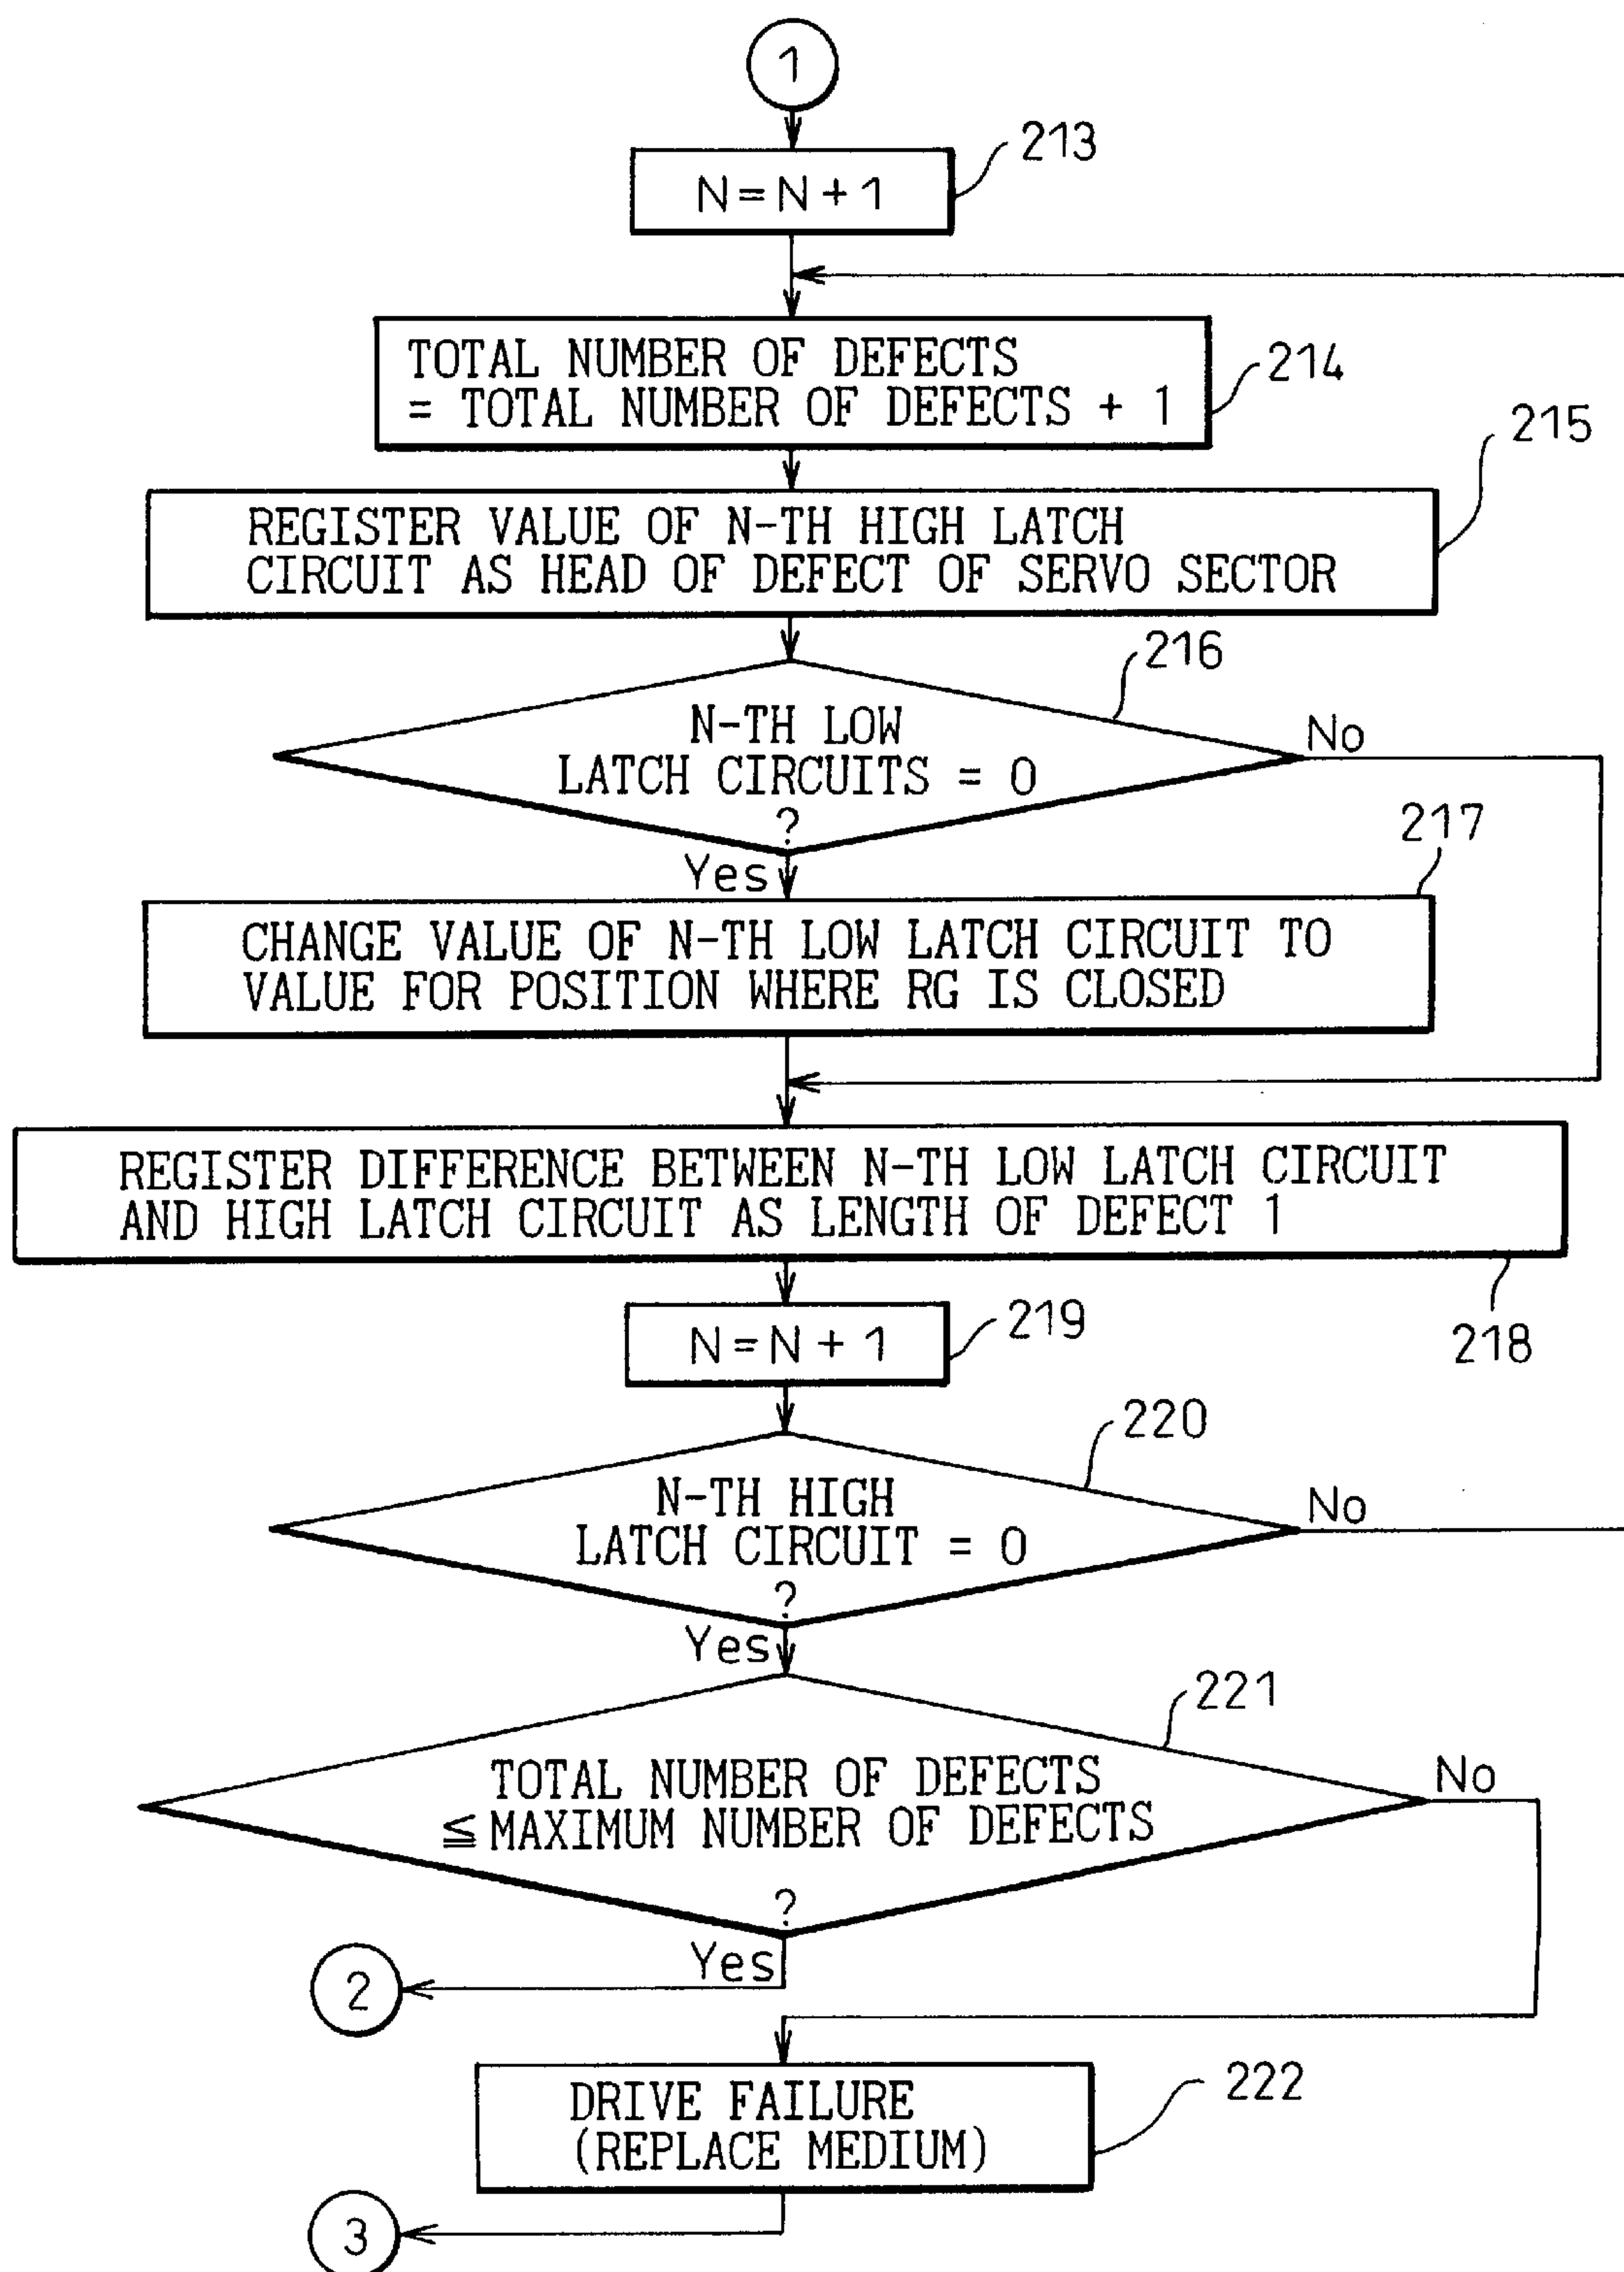 1
213
N=N+1
TOTAL NUMBER OF DEFECTS
= TOTAL NUMBER OF DEFECTS + 1
214
215
REGISTER VALUE OF N-TH HIGH LATCH
CIRCUIT AS HEAD OF DEFECT OF SERVO SECTOR
216
N-TH LOW
LATCH CIRCUITS = 0
?
No
Yes
217
CHANGE VALUE OF N-TH LOW LATCH CIRCUIT TO
VALUE FOR POSITION WHERE RG IS CLOSED
REGISTER DIFFERENCE BETWEEN N-TH LOW LATCH CIRCUIT
AND HIGH LATCH CIRCUIT AS LENGTH OF DEFECT 1
218
N=N+1
219
220
N-TH HIGH
LATCH CIRCUIT = 0
?
No
Yes
221
TOTAL NUMBER OF DEFECTS
≦MAXIMUM NUMBER OF DEFECTS
?
No
Yes
2
DRIVE FAILURE
(REPLACE MEDIUM)
222
3